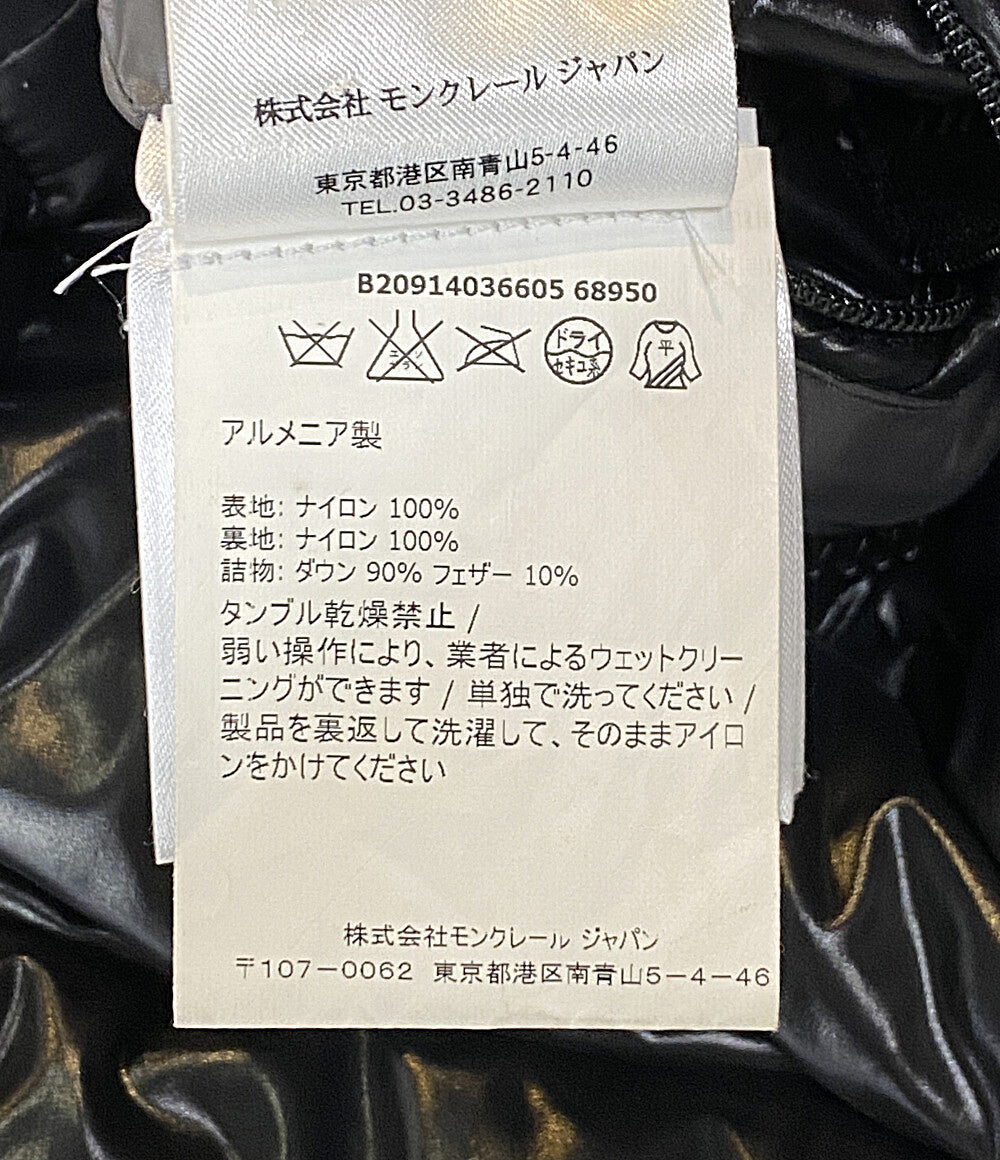 株式会社 モンクレール ジャパン
東京都港区南青山5-4-46
TEL.03-3486-2110
B20914036605 68950
エンソ ドライ 平
セキユ系
アルメニア製
表地: ナイロン 100%
裏地: ナイロン 100%
詰物: ダウン 90% フェザー 10%
タンブル乾燥禁止 /
弱い操作により、業者によるウェットクリー
ニングができます / 単独で洗ってください /
製品を裏返して洗濯して、そのままアイロ
ンをかけてください
株式会社モンクレール ジャパン
〒107－0062 東京都港区南青山5－4－46